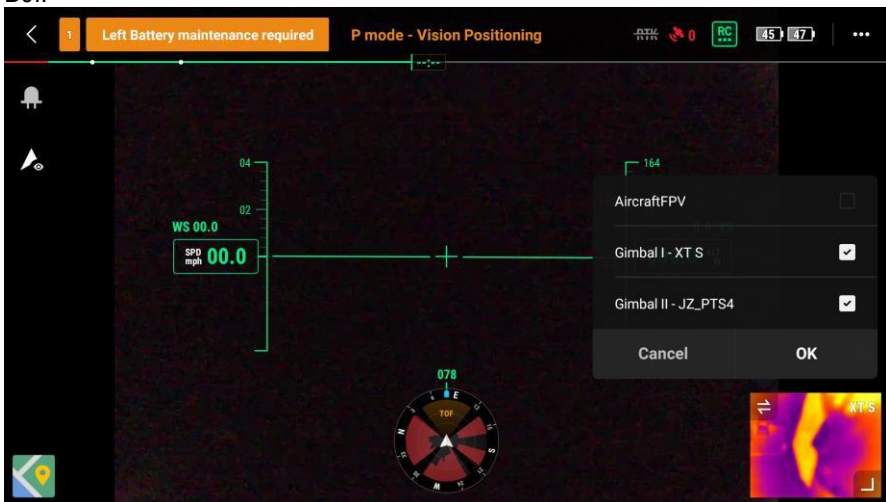 1
Left Battery maintenance required
P mode - Vision Positioning
RTK
0
RC
45
47
--:--
04
164
02
WS 00.0
SPD
mph
00.0
AircraftFPV
Gimbal I - XT S
Gimbal II - JZ_PTS4
Cancel
OK
078
E
TOF
N
S
W
XT S